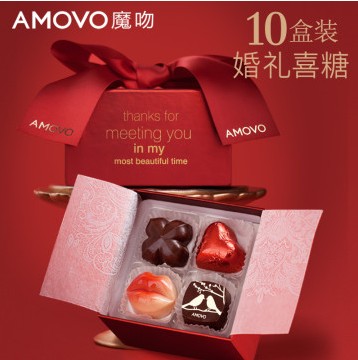 AMOVO魔吻
10盒装
婚礼喜糖
thanks for
meeting you
in my
most beautiful time
AMOVO
AMOVO
AMOVO